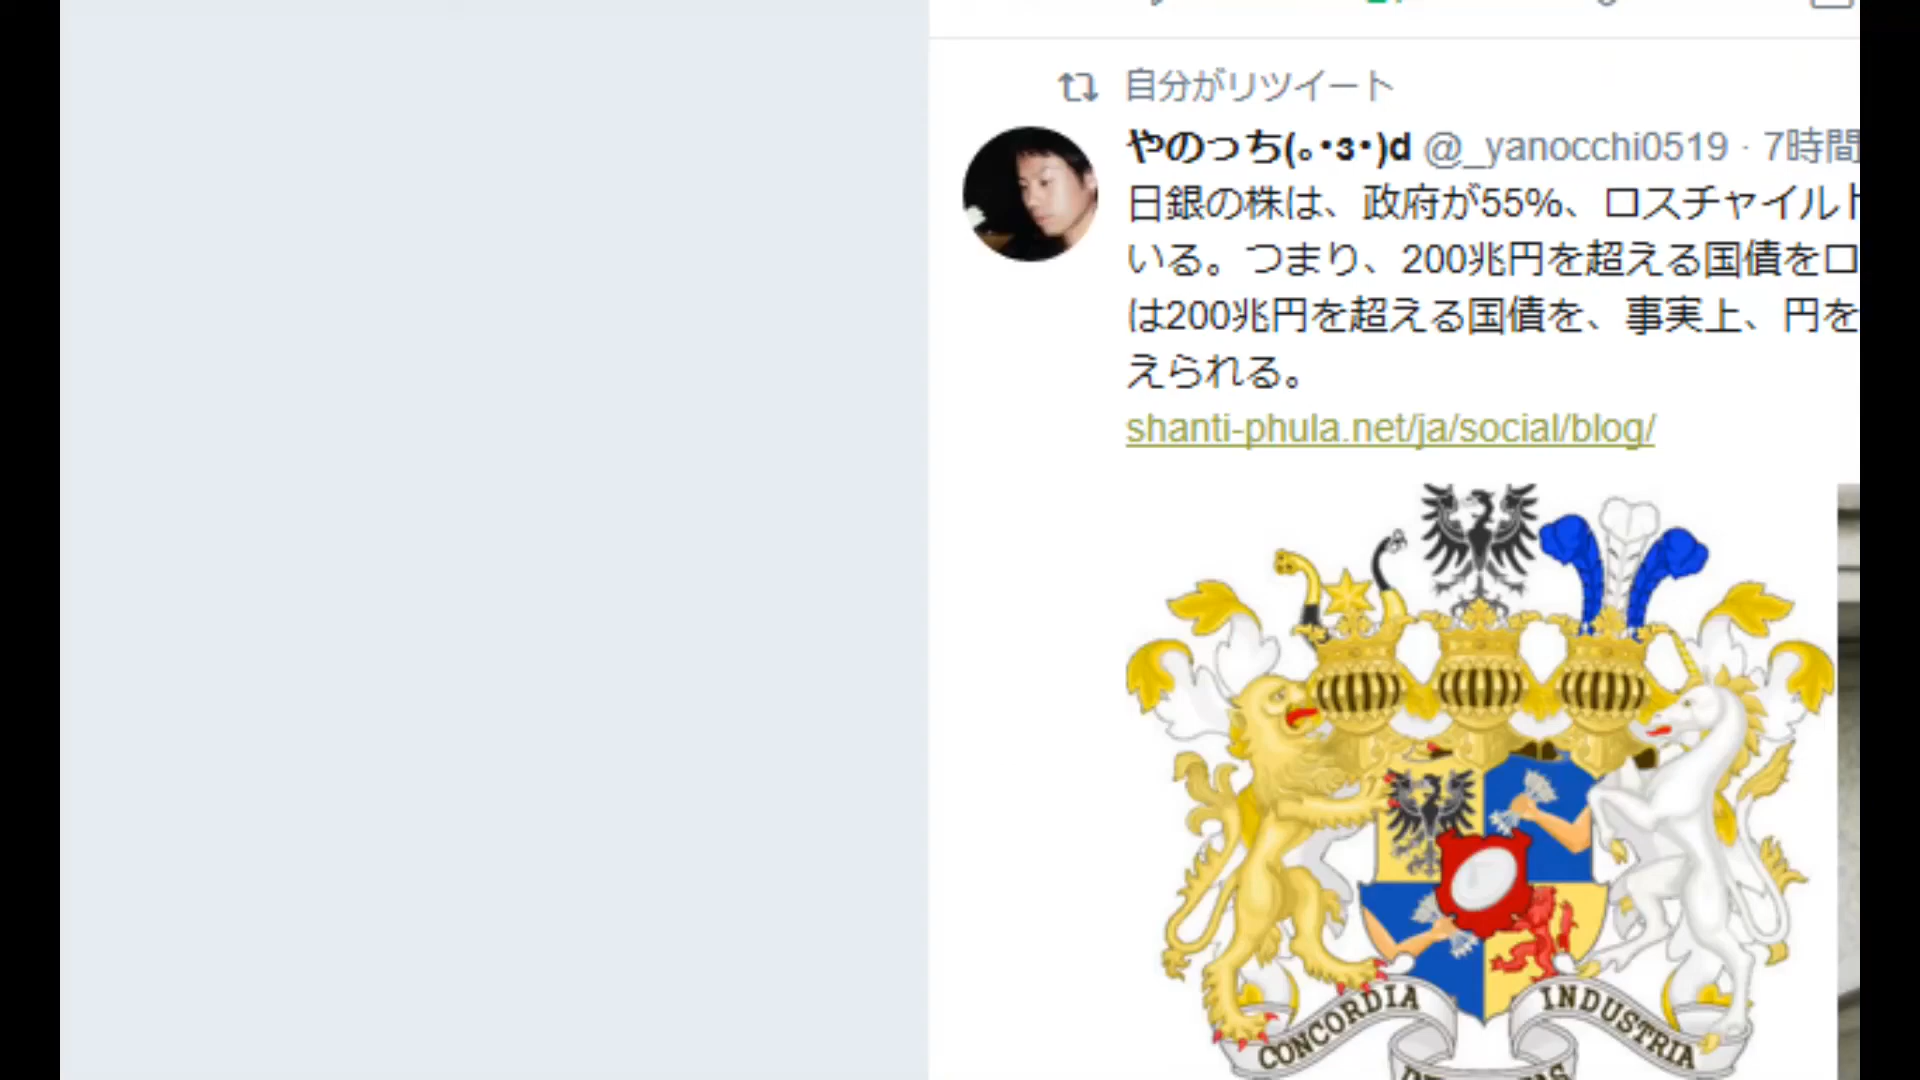 自分がリツイート
やのっち(｡･з･)d @_yanocchi0519 · 7時間
日銀の株は、政府が55%、ロスチャイルド
いる。つまり、200兆円を超える国債をロ
は200兆円を超える国債を、事実上、円を
えられる。
shanti-phula.net/ja/social/blog/
CONCORDIA
INDUSTRIA